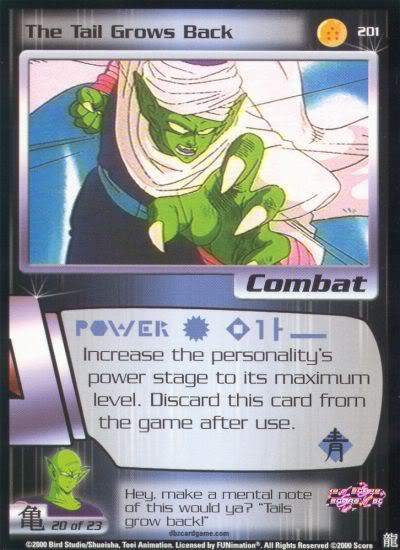 The Tail Grows Back
201
Combat
POWER
Increase the personality's
power stage to its maximum
level. Discard this card from
the game after use.
青
Hey, make a mental note
of this would ya? "Tails
grow back!"
亀 20 of 23
dbzcardgame.com
©2000 Bird Studio/Shueisha, Toei Animation. Licensed by FUNimation®. All Rights Reserved ©2000 Score
龍